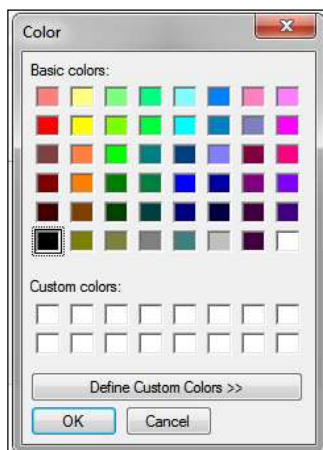 Color
Basic colors:
Custom colors:
Define Custom Colors >>
OK Cancel